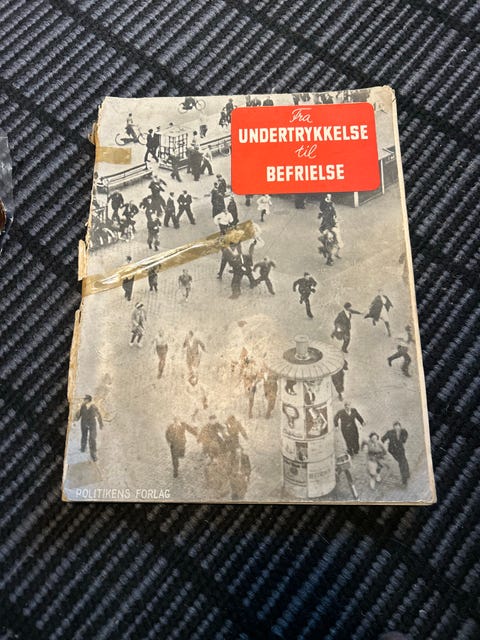 Fra
UNDERTRYKKELSE
til
BEFRIELSE
POLITIKENS FORLAG